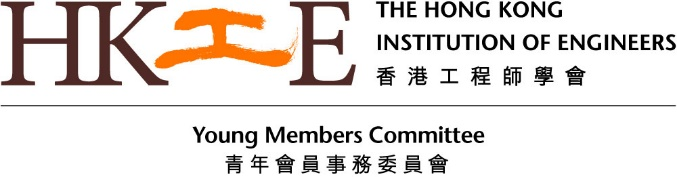 HK工E
THE HONG KONG
INSTITUTION OF ENGINEERS
香港工程師學會
Young Members Committee
青年會員事務委員會